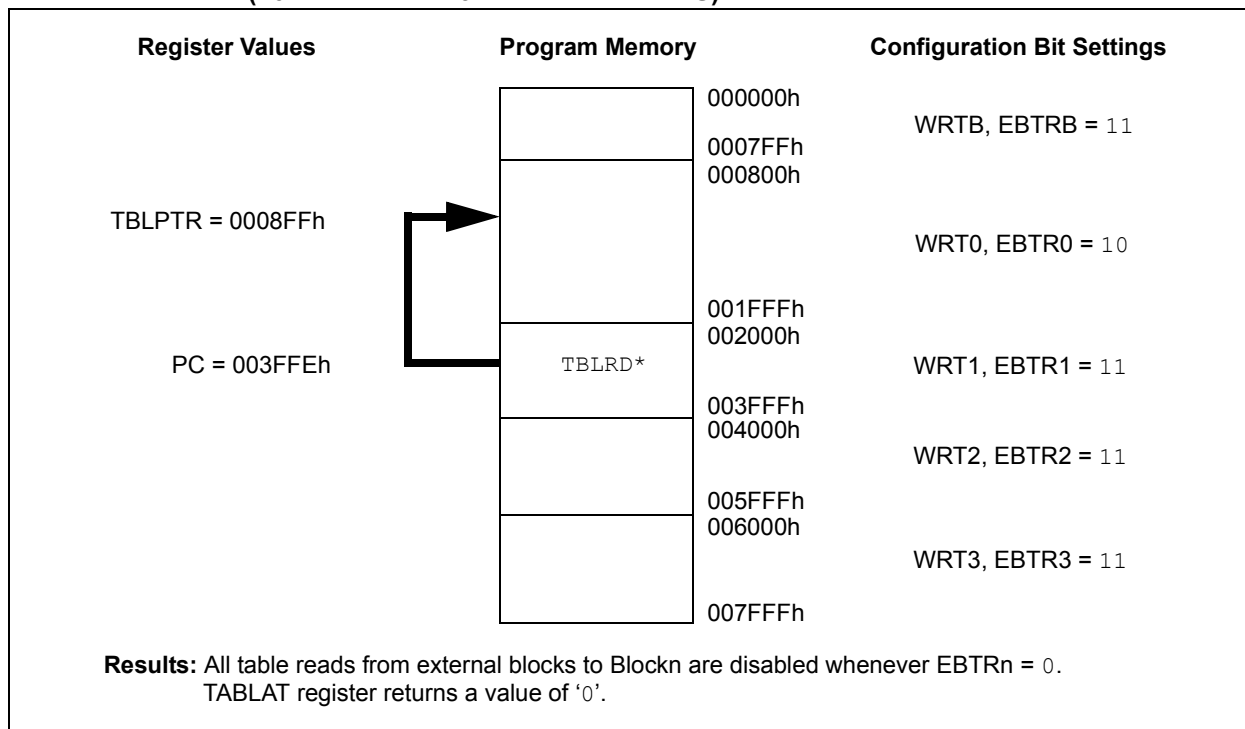 Register Values Program Memory Configuration Bit Settings
000000h
WRTB, EBTRB = 11
0007FFh
000800h
TBLPTR = 0008FFh
WRT0, EBTR0 = 10
001FFFh
002000h
PC = 003FFEh TBLRD* WRT1, EBTR1 = 11
003FFFh
004000h
WRT2, EBTR2 = 11
005FFFh
006000h
WRT3, EBTR3 = 11
007FFFh
Results: All table reads from external blocks to Blockn are disabled whenever EBTRn = 0.
TABLAT register returns a value of ‘0’.